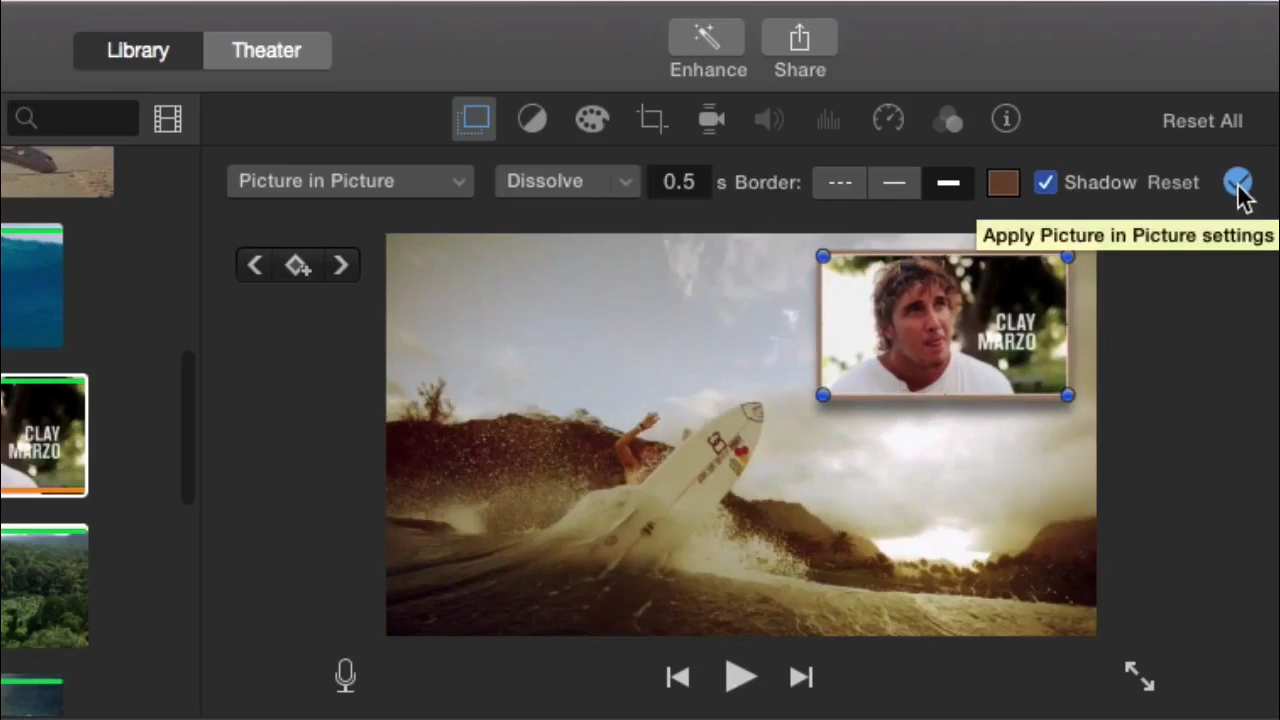 Library
Theater
Enhance
Share
Reset All
Picture in Picture
Dissolve
0.5
s Border:
Shadow
Reset
Apply Picture in Picture settings
CLAY
MARZO
CLAY
MARZO